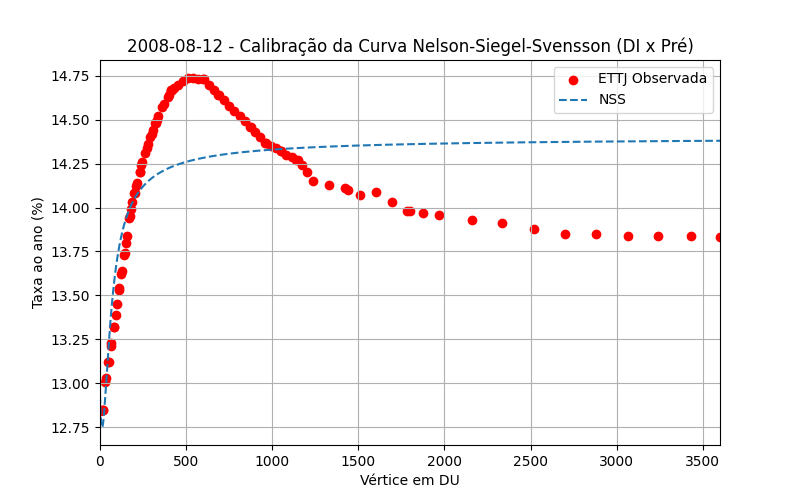 2008-08-12 - Calibração da Curva Nelson-Siegel-Svensson (DI x Pré)
ETTJ Observada
NSS
Taxa ao ano (%)
14.75
14.50
14.25
14.00
13.75
13.50
13.25
13.00
12.75
0 500 1000 1500 2000 2500 3000 3500
Vértice em DU